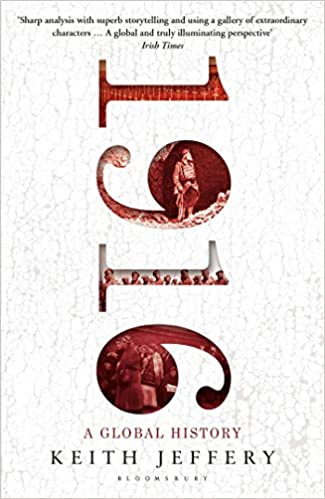 'Sharp analysis with superb storytelling and using a gallery of extraordinary
characters ... A global and truly illuminating perspective'
Irish Times
1916
A GLOBAL HISTORY
KEITH JEFFERY
BLOOMSBURY